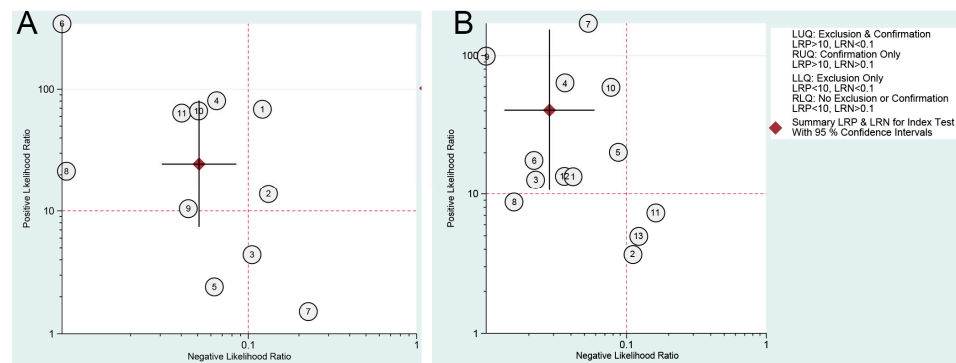 A
Positive Likelihood Ratio
100
10
1
6
4
1
10
11
8
2
9
3
5
7
0.1
1
Negative Likelihood Ratio
B
Positive Likelihood Ratio
100
10
1
7
9
4
10
5
6
3
12
1
8
11
13
2
0.1
1
Negative Likelihood Ratio
LUQ: Exclusion & Confirmation
LRP>10, LRN<0.1
RUQ: Confirmation Only
LRP>10, LRN>0.1
LLQ: Exclusion Only
LRP<10, LRN<0.1
RLQ: No Exclusion or Confirmation
LRP<10, LRN>0.1
Summary LRP & LRN for Index Test
With 95 % Confidence Intervals